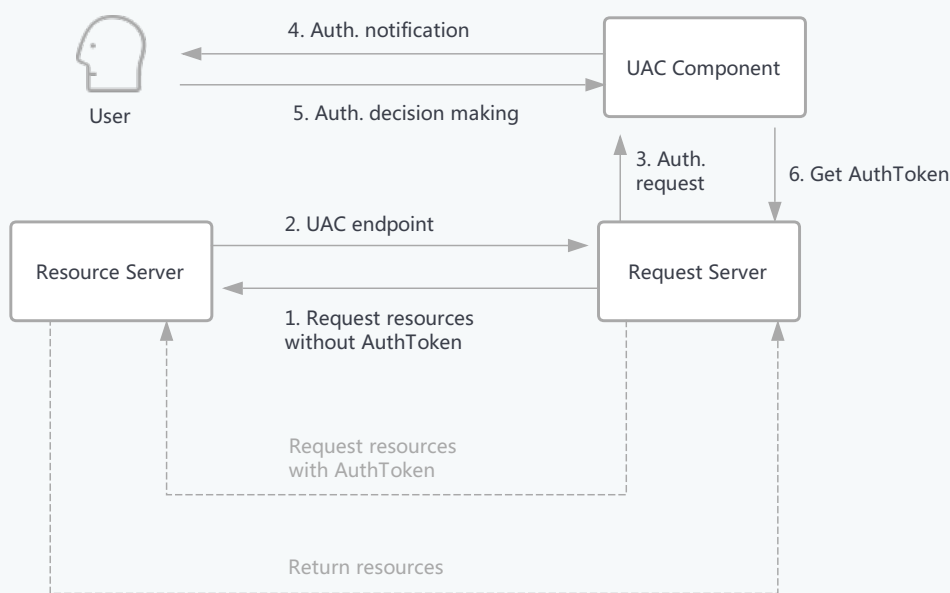 4. Auth. notification
UAC Component
User
5. Auth. decision making
3. Auth.
request
6. Get AuthToken
2. UAC endpoint
Resource Server
Request Server
1. Request resources
without AuthToken
Request resources
with AuthToken
Return resources